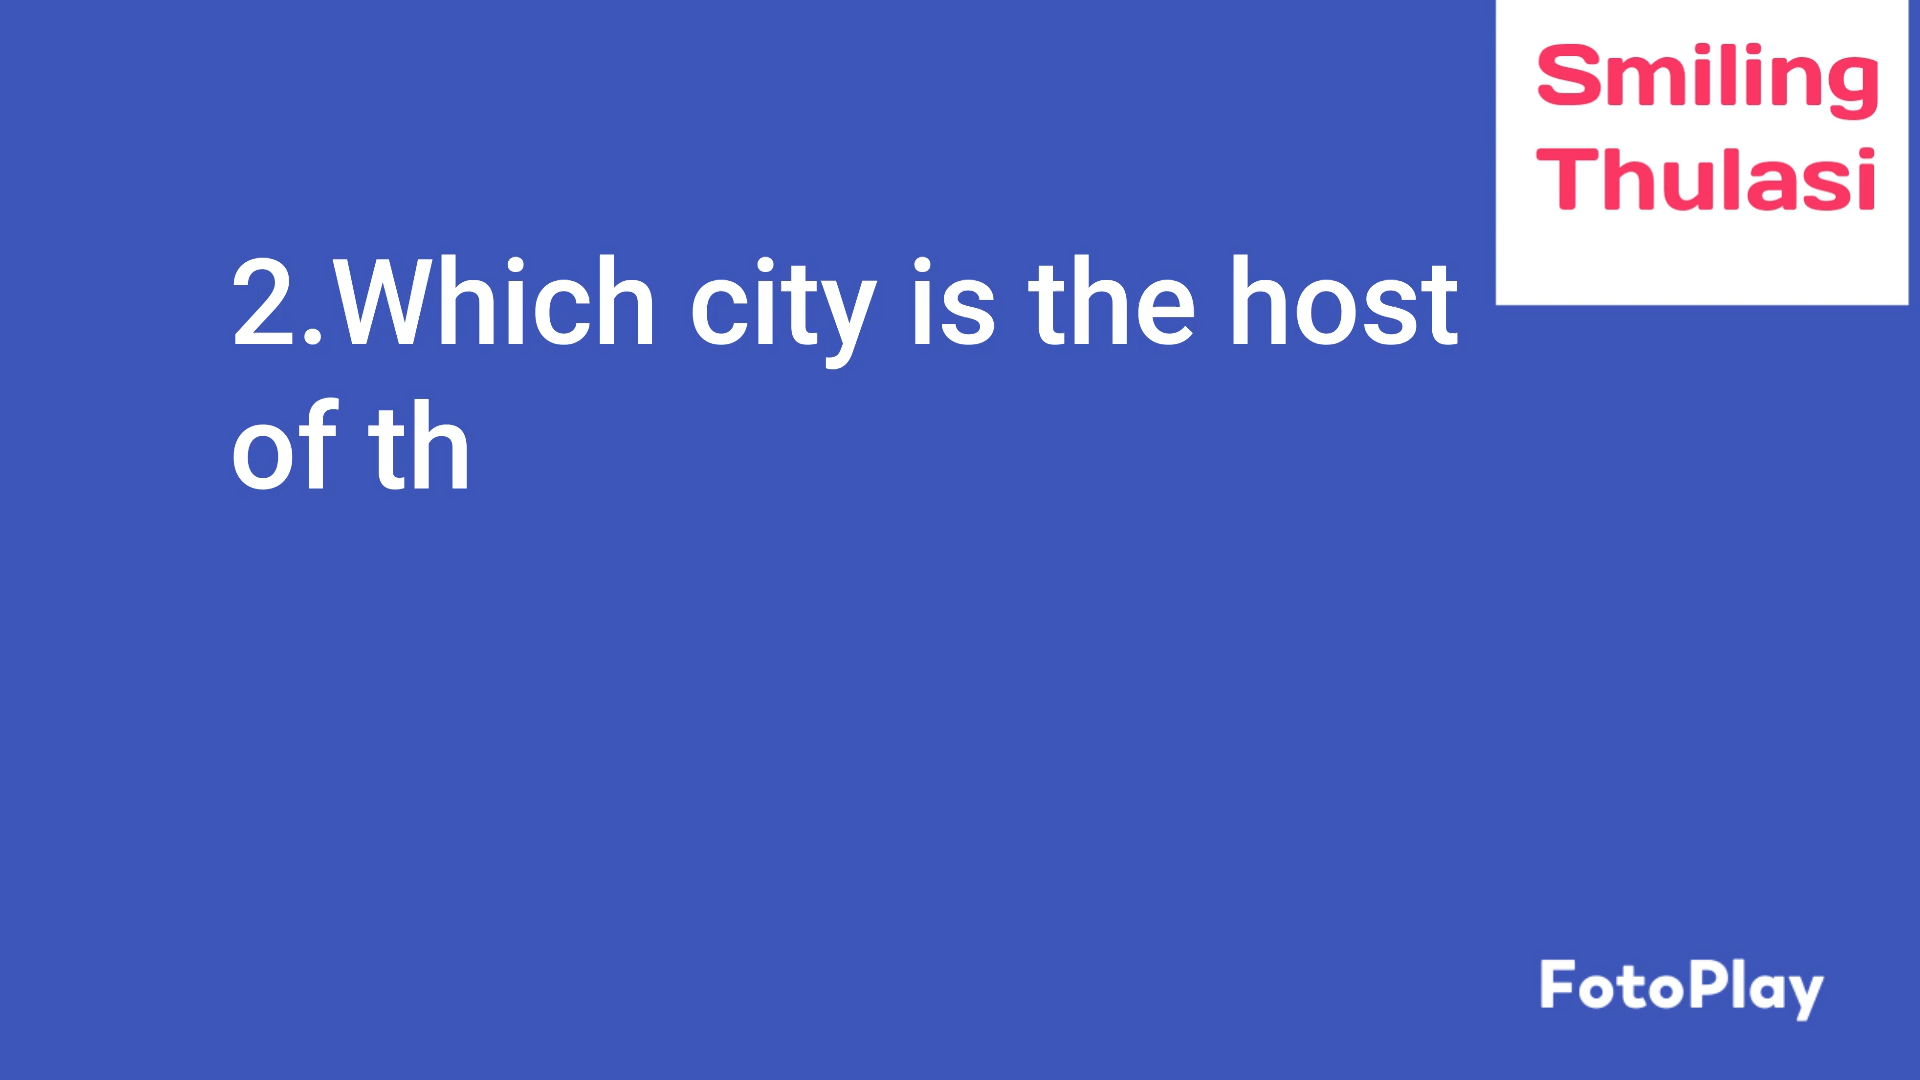 Smiling
Thulasi
2.Which city is the host
of th
FotoPlay